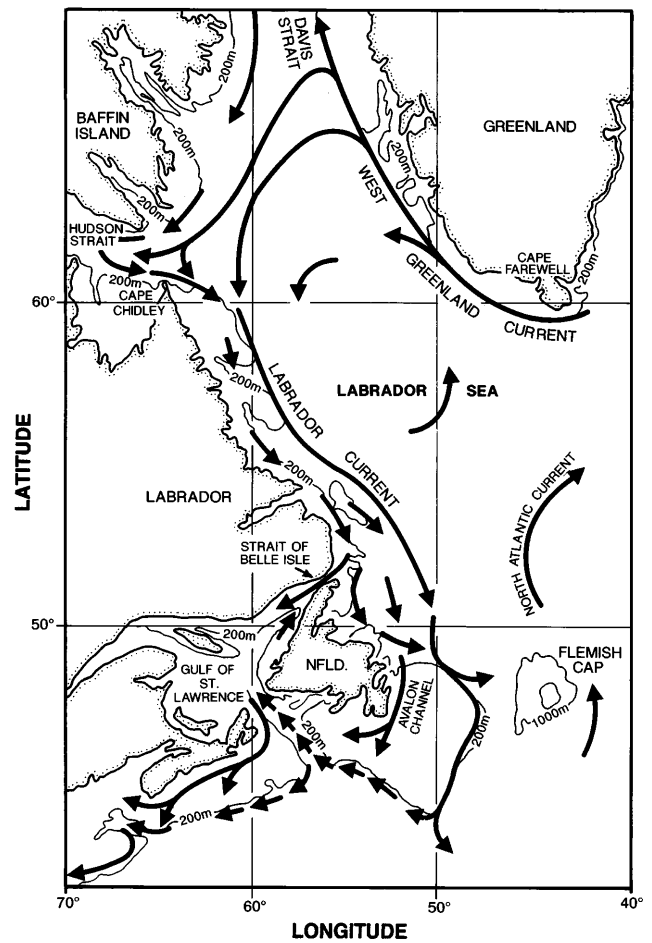 DAVIS
STRAIT
200m
BAFFIN
ISLAND
GREENLAND
200m
200m
WEST
200m
HUDSON
STRAIT
GREENLAND
CAPE
FAREWELL
200m
200m
CAPE
CHIDLEY
60°
CURRENT
200m
LABRADOR
LABRADOR SEA
LATITUDE
CURRENT
200m
LABRADOR
NORTH ATLANTIC CURRENT
STRAIT OF
BELLE ISLE
50°
200m
FLEMISH
CAP
GULF OF
ST.
LAWRENCE
NFLD.
AVALON
CHANNEL
1000m
200m
200m
200m
70° 60° 50° 40°
LONGITUDE